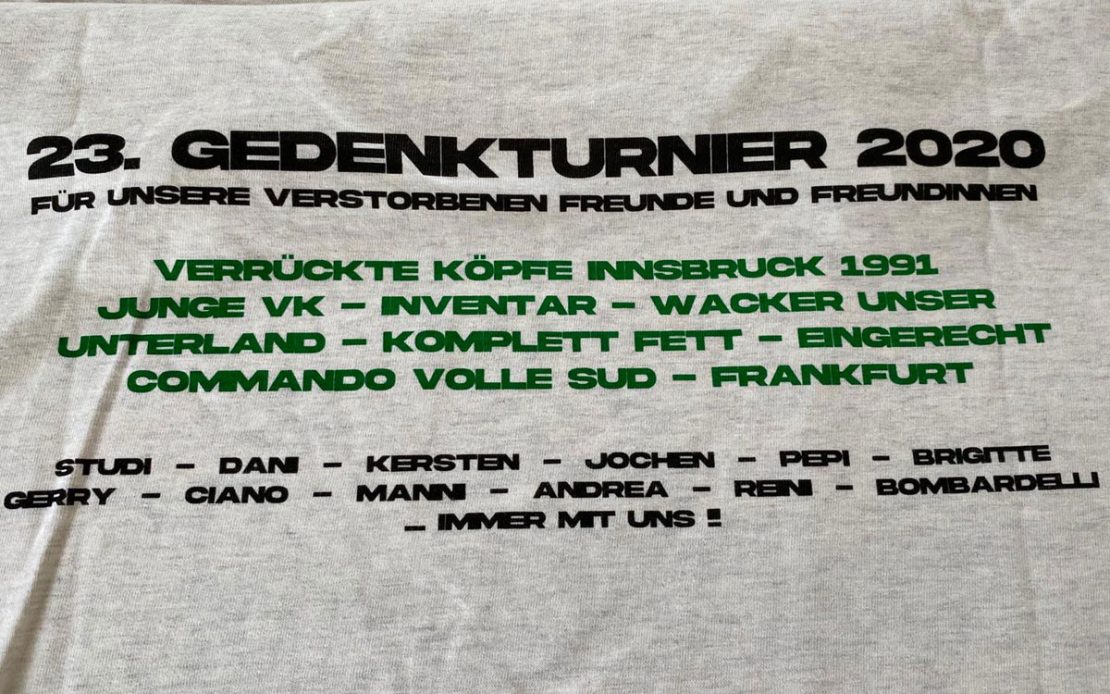 23. GEDENKTURNIER 2020
FÜR UNSERE VERSTORBENEN FREUNDE UND FREUNDINNEN
VERRÜCKTE KÖPFE INNSBRUCK 1991
JUNGE VK - INVENTAR - WACKER UNSER
UNTERLAND - KOMPLETT FETT - EINGERECHT
COMMANDO VOLLE SUD - FRANKFURT
STUDI - DANI - KERSTEN - JOCHEN - PEPI - BRIGITTE
GERRY - CIANO - MANNI - ANDREA - REINI - BOMBARDELLI
... IMMER MIT UNS !!